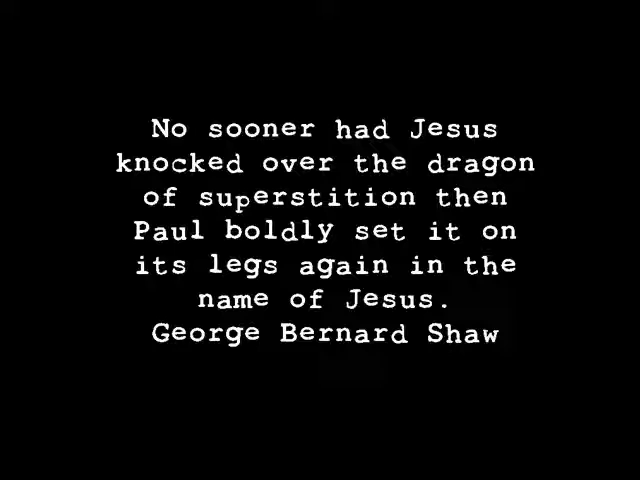 No sooner had Jesus
knocked over the dragon
of superstition then
Paul boldly set it on
its legs again in the
name of Jesus.
George Bernard Shaw